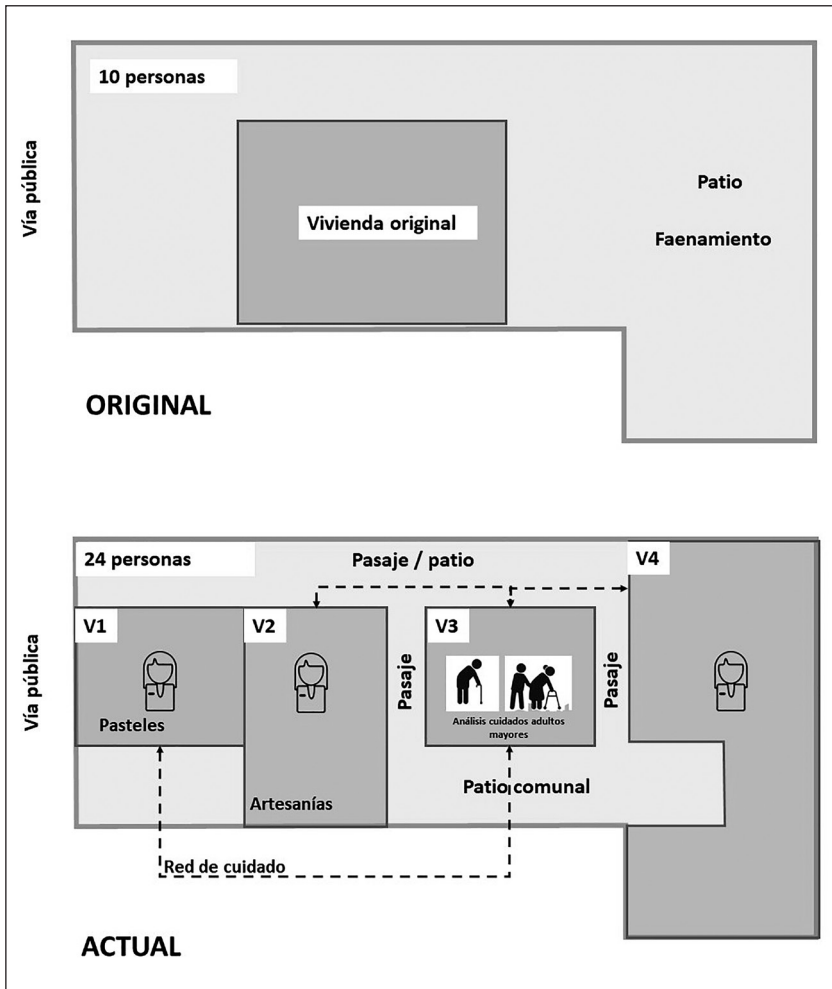 10 personas
Vía pública
Vivienda original
Patio
Faenamiento
ORIGINAL
24 personas
Pasaje / patio
V4
V1
V2
V3
Vía pública
Pasaje
Pasaje
Pasteles
Análisis cuidados adultos
mayores
Patio comunal
Artesanías
Red de cuidado
ACTUAL